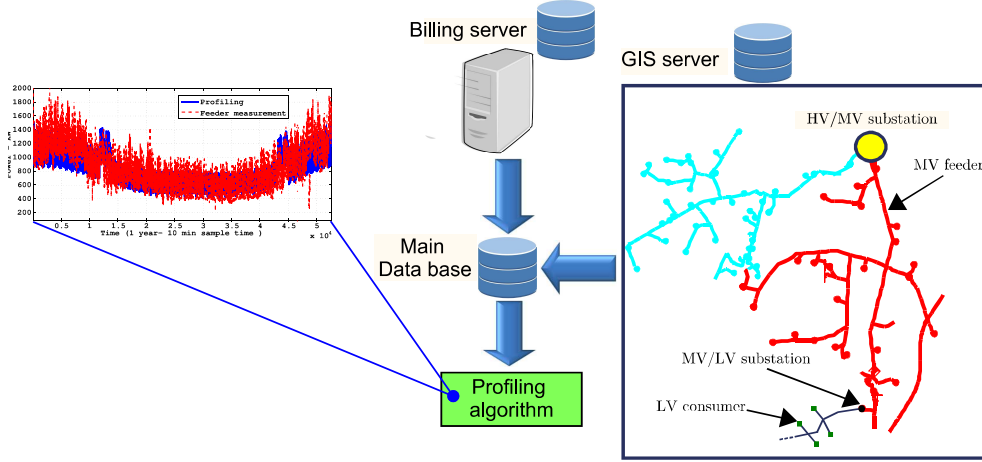 Billing server
GIS server
2000
1800
1600
1400
1200
1000
800
600
400
200
Profiling
Feeder measurement
0.5
1
1.5
2
2.5
3
3.5
4
4.5
5
Time (1 year- 10 min sample time )
x 10
HV/MV substation
MV feeder
Main
Data base
MV/LV substation
LV consumer
Profiling
algorithm